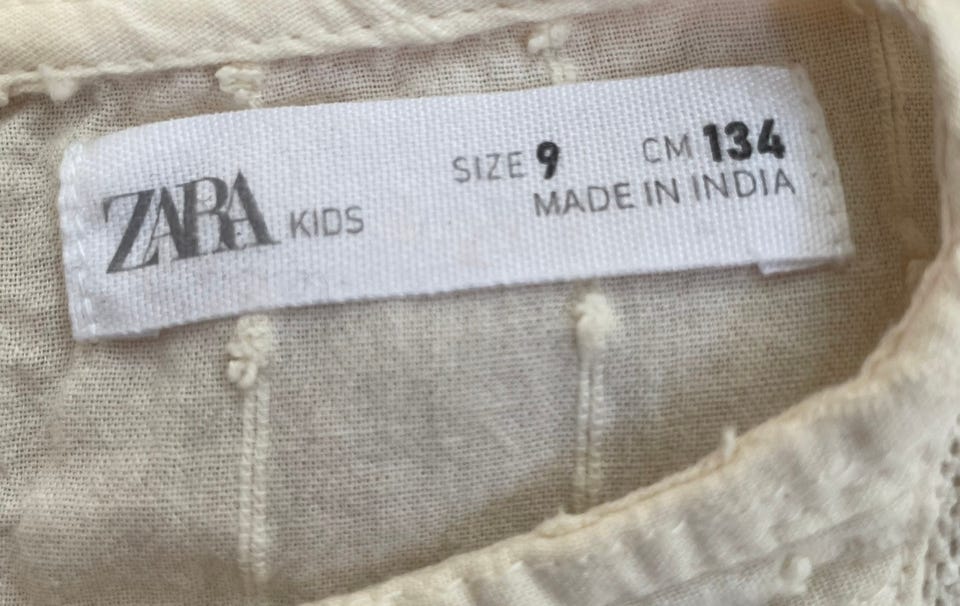 ZARA KIDS
SIZE 9 CM 134
MADE IN INDIA